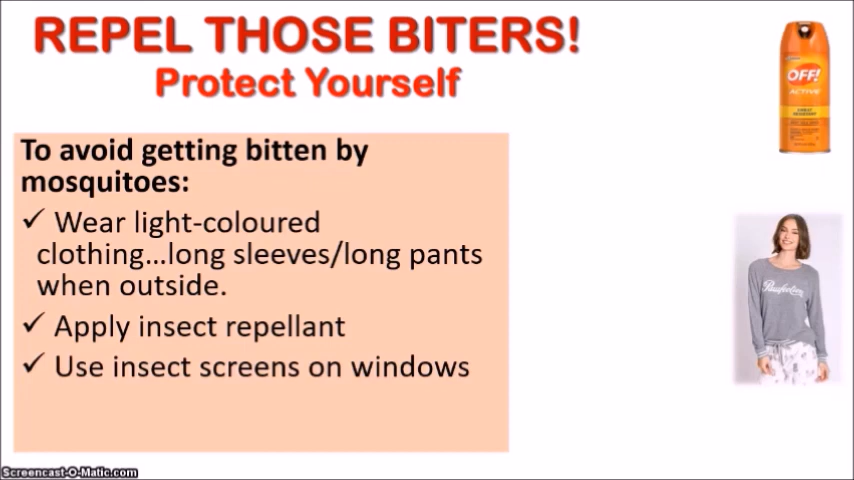 REPEL THOSE BITERS!
Protect Yourself
To avoid getting bitten by
mosquitoes:
✓ Wear light-coloured
clothing...long sleeves/long pants
when outside.
✓ Apply insect repellant
✓ Use insect screens on windows
OFF!
ACTIVE
Screencast-O-Matic.com